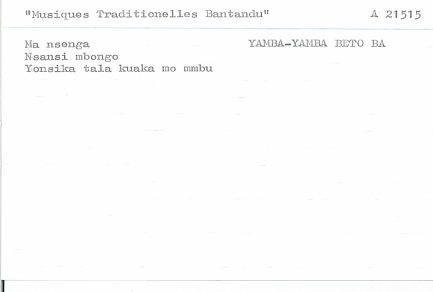 "Musiques Traditionelles Bantandu" A 21515
Ma nsenga YAMBA-YAMBA BETO BA
Nsansi mbongo
Yonsika tala kuaka mo mmbu